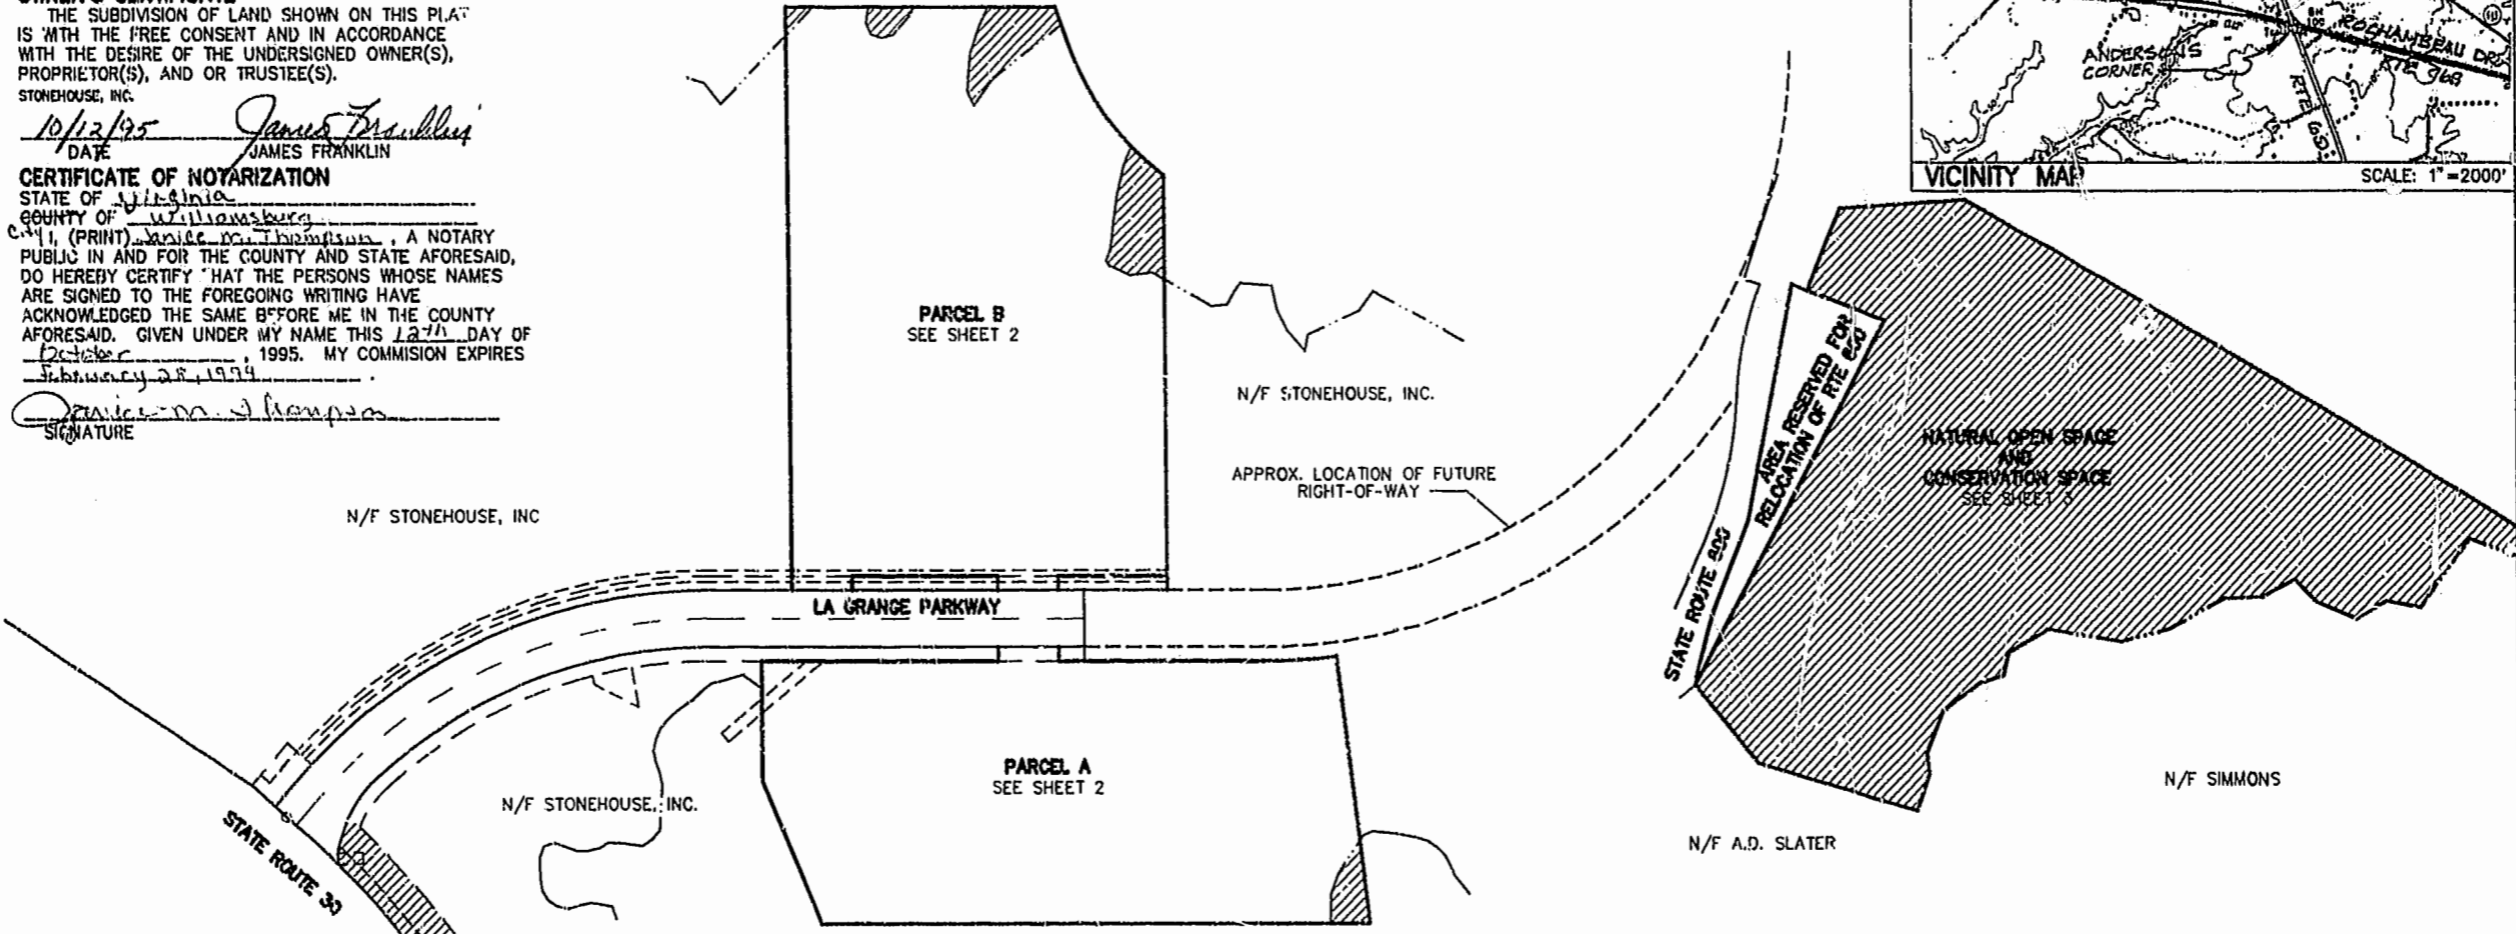 THE SUBDIVISION OF LAND SHOWN ON THIS PLAT
IS WITH THE FREE CONSENT AND IN ACCORDANCE
WITH THE DESIRE OF THE UNDERSIGNED OWNER(S),
PROPRIETOR(S), AND OR TRUSTEE(S).
STONEHOUSE, INC.
10/12/95 James Franklin
DATE JAMES FRANKLIN
CERTIFICATE OF NOTARIZATION
STATE OF Virginia
COUNTY OF Williamsburg
City I, (PRINT) Janice M. Thompson, A NOTARY
PUBLIC IN AND FOR THE COUNTY AND STATE AFORESAID,
DO HEREBY CERTIFY THAT THE PERSONS WHOSE NAMES
ARE SIGNED TO THE FOREGOING WRITING HAVE
ACKNOWLEDGED THE SAME BEFORE ME IN THE COUNTY
AFORESAID. GIVEN UNDER MY NAME THIS 12th DAY OF
October, 1995. MY COMMISION EXPIRES
February 28,
Janice M. Thompson
SIGNATURE
PARCEL B
SEE SHEET 2
N/F STONEHOUSE, INC
N/F STONEHOUSE, INC.
APPROX. LOCATION OF FUTURE
RIGHT-OF-WAY
LA GRANGE PARKWAY
PARCEL A
SEE SHEET 2
N/F STONEHOUSE, INC.
STATE ROUTE 30
STATE ROUTE 600
AREA RESERVED FOR
RELOCATION OF RTE 600
NATURAL OPEN SPACE
AND
CONSERVATION SPACE
SEE SHEET 3
N/F SIMMONS
N/F A.D. SLATER
ANDERSONS
CORNER
ROCHAMBEAU DR
RTE
RTE
VICINITY MAP
SCALE: 1"=2000'